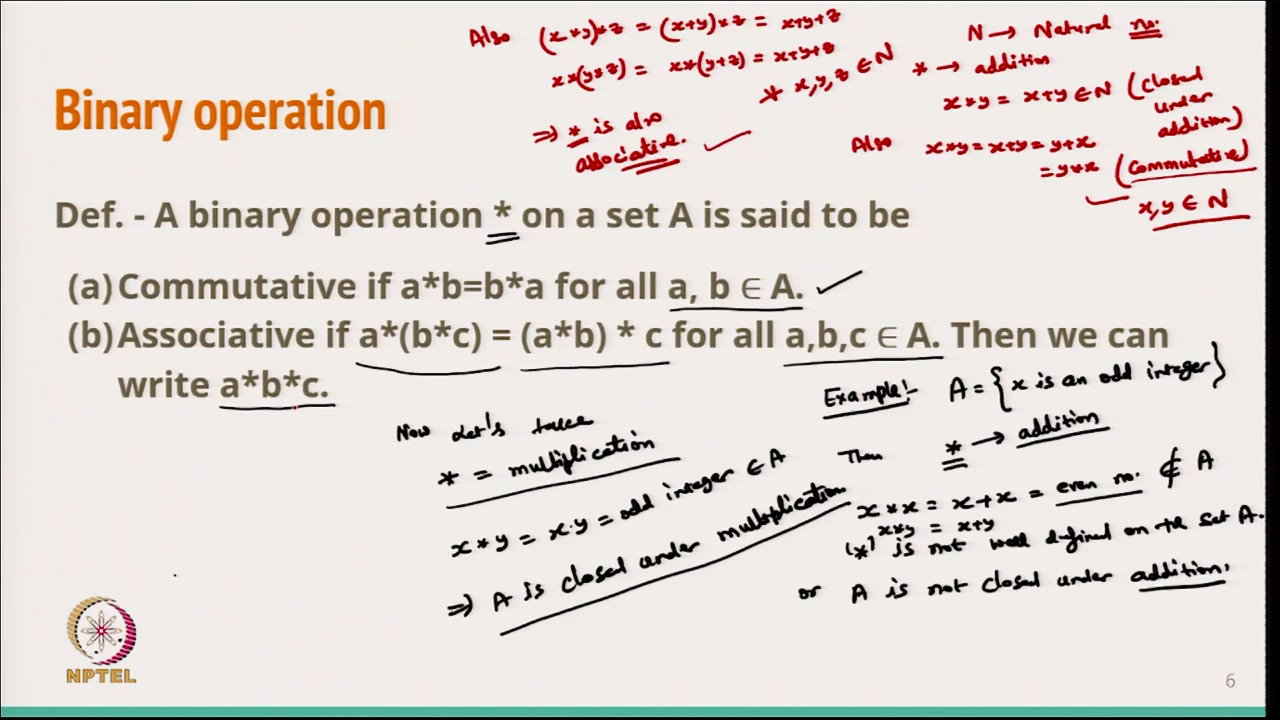 Also (x*y)*z = (x+y)*z = x+y+z
x*(y*z) = x*(y+z) = x+y+z
* x,y,z ∈ N
⇒ * is also
associative.
N → Natural no.
* → addition
x*y = x+y ∈ N (closed
under
addition)
Also x*y = x+y = y+x
= y*x (commutative)
x,y ∈ N
Binary operation
Def. - A binary operation * on a set A is said to be
(a) Commutative if a*b=b*a for all a, b ∈ A.
(b) Associative if a*(b*c) = (a*b) * c for all a,b,c ∈ A. Then we can
write a*b*c.
Example:- A = {x is an odd integer}
Then * → addition
x*x = x+x = even no. ∉ A
x*y = x+y
(*) is not well defined on the set A.
or A is not closed under addition.
Now let's take
* = multiplication
x*y = x.y = odd integer ∈ A
⇒ A is closed under multiplication
NPTEL
6